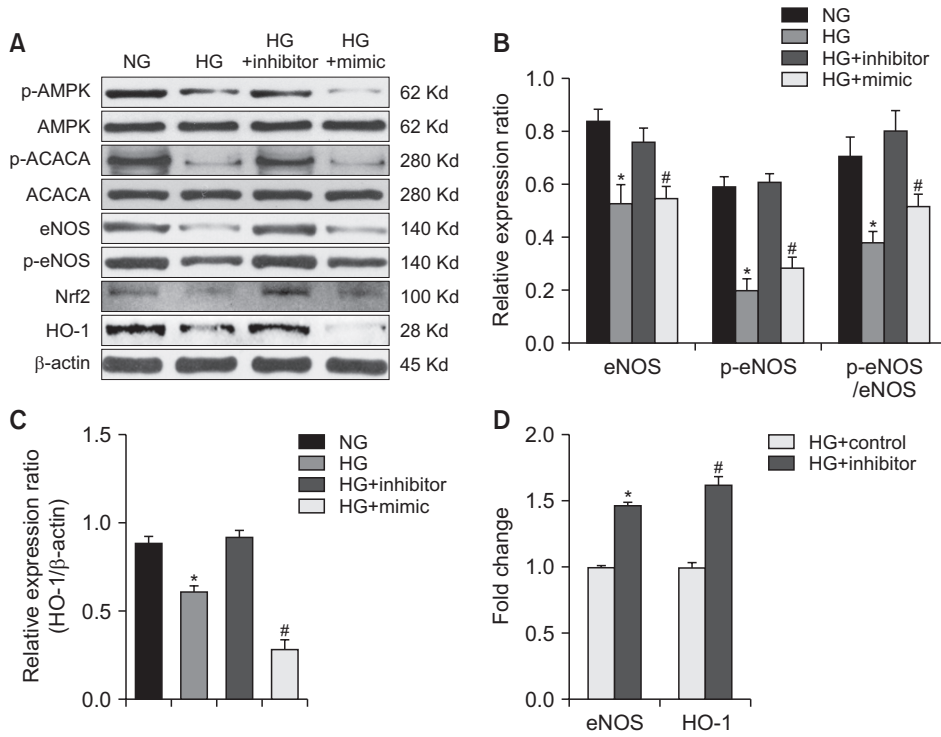 A
NG
HG
HG
+inhibitor
HG
+mimic
p-AMPK
62 Kd
AMPK
62 Kd
p-ACACA
280 Kd
ACACA
280 Kd
eNOS
140 Kd
p-eNOS
140 Kd
Nrf2
100 Kd
HO-1
28 Kd
β-actin
45 Kd
B
NG
HG
HG+inhibitor
HG+mimic
Relative expression ratio
1.0
0.8
0.6
0.4
0.2
0.0
* # * # * #
eNOS
p-eNOS
p-eNOS
/eNOS
C
NG
HG
HG+inhibitor
HG+mimic
Relative expression ratio
(HO-1/β-actin)
1.5
1.0
0.5
0.0
* #
D
HG+control
HG+inhibitor
Fold change
2.0
1.5
1.0
0.5
0.0
* #
eNOS
HO-1